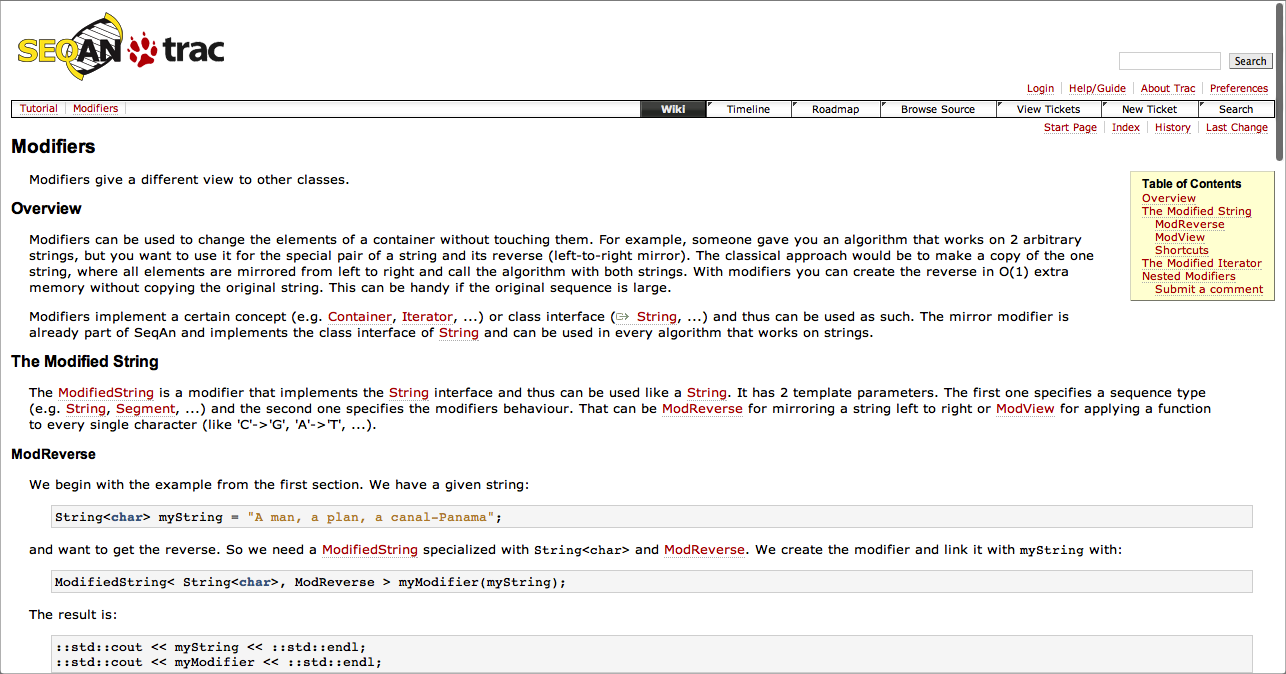 SEQAN trac
Search
Login Help/Guide About Trac Preferences
Tutorial Modifiers Wiki Timeline Roadmap Browse Source View Tickets New Ticket Search
Start Page Index History Last Change
Modifiers
Modifiers give a different view to other classes.
Table of Contents
Overview
The Modified String
ModReverse
ModView
Shortcuts
The Modified Iterator
Nested Modifiers
Submit a comment
Overview
Modifiers can be used to change the elements of a container without touching them. For example, someone gave you an algorithm that works on 2 arbitrary
strings, but you want to use it for the special pair of a string and its reverse (left-to-right mirror). The classical approach would be to make a copy of the one
string, where all elements are mirrored from left to right and call the algorithm with both strings. With modifiers you can create the reverse in O(1) extra
memory without copying the original string. This can be handy if the original sequence is large.
Modifiers implement a certain concept (e.g. Container, Iterator, ...) or class interface (String, ...) and thus can be used as such. The mirror modifier is
already part of SeqAn and implements the class interface of String and can be used in every algorithm that works on strings.
The Modified String
The ModifiedString is a modifier that implements the String interface and thus can be used like a String. It has 2 template parameters. The first one specifies a sequence type
(e.g. String, Segment, ...) and the second one specifies the modifiers behaviour. That can be ModReverse for mirroring a string left to right or ModView for applying a function
to every single character (like 'C'->'G', 'A'->'T', ...).
ModReverse
We begin with the example from the first section. We have a given string:
String<char> myString = "A man, a plan, a canal-Panama";
and want to get the reverse. So we need a ModifiedString specialized with String<char> and ModReverse. We create the modifier and link it with myString with:
ModifiedString< String<char>, ModReverse > myModifier(myString);
The result is:
::std::cout << myString << ::std::endl;
::std::cout << myModifier << ::std::endl;